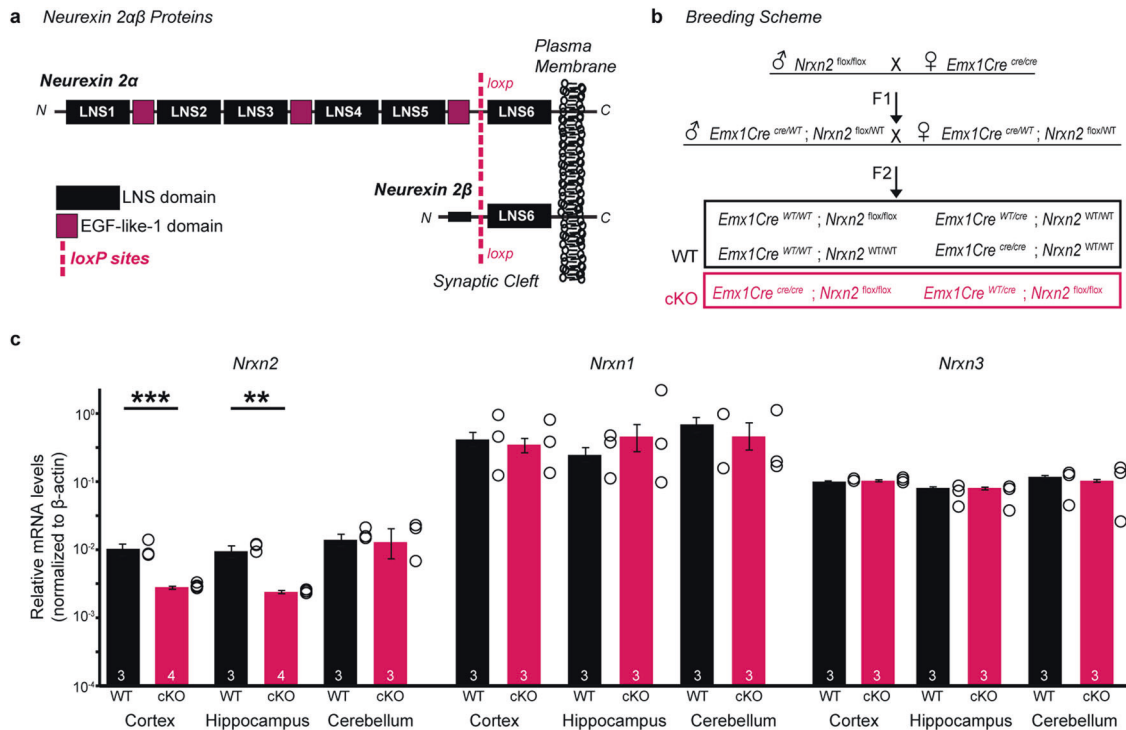 a Neurexin 2αβ Proteins
Plasma
Membrane
Neurexin 2α
loxp
N LNS1 LNS2 LNS3 LNS4 LNS5 LNS6 C
Neurexin 2β
LNS domain
N LNS6 C
EGF-like-1 domain
loxP sites
loxp
Synaptic Cleft
b Breeding Scheme
♂ Nrxn2 flox/flox X ♀ Emx1Cre cre/cre
F1
♂ Emx1Cre cre/WT ; Nrxn2 flox/WT X ♀ Emx1Cre cre/WT ; Nrxn2 flox/WT
F2
Emx1Cre WT/WT ; Nrxn2 flox/flox Emx1Cre WT/cre ; Nrxn2 WT/WT
WT Emx1Cre WT/WT ; Nrxn2 WT/WT Emx1Cre cre/cre ; Nrxn2 WT/WT
cKO Emx1Cre cre/cre ; Nrxn2 flox/flox Emx1Cre WT/cre ; Nrxn2 flox/flox
c
Nrxn2 Nrxn1 Nrxn3
*** **
Relative mRNA levels
(normalized to β-actin)
10⁰
10⁻¹
10⁻²
10⁻³
10⁻⁴
3 4 3 4 3 3 3 3 3 3 3 3 3 3 3 3 3 3
WT cKO WT cKO WT cKO WT cKO WT cKO WT cKO WT cKO WT cKO WT cKO
Cortex Hippocampus Cerebellum Cortex Hippocampus Cerebellum Cortex Hippocampus Cerebellum